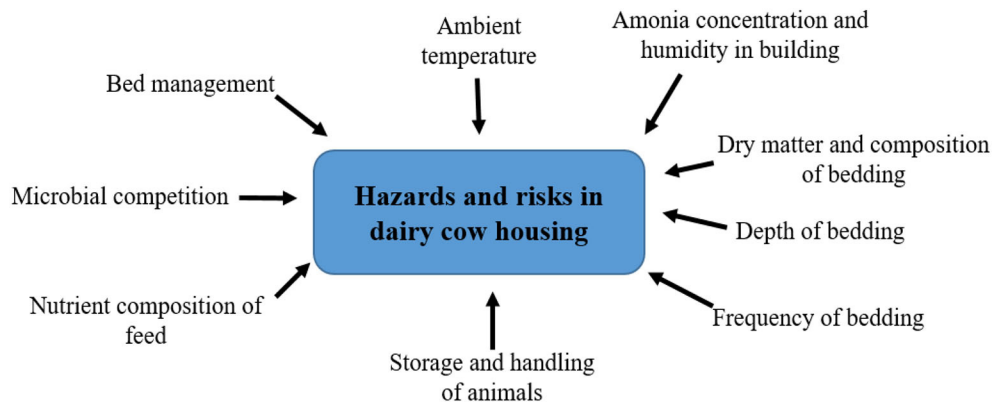 Ambient
temperature
Amonia concentration and
humidity in building
Bed management
Dry matter and composition
of bedding
Microbial competition
Hazards and risks in
dairy cow housing
Depth of bedding
Nutrient composition of
feed
Frequency of bedding
Storage and handling
of animals